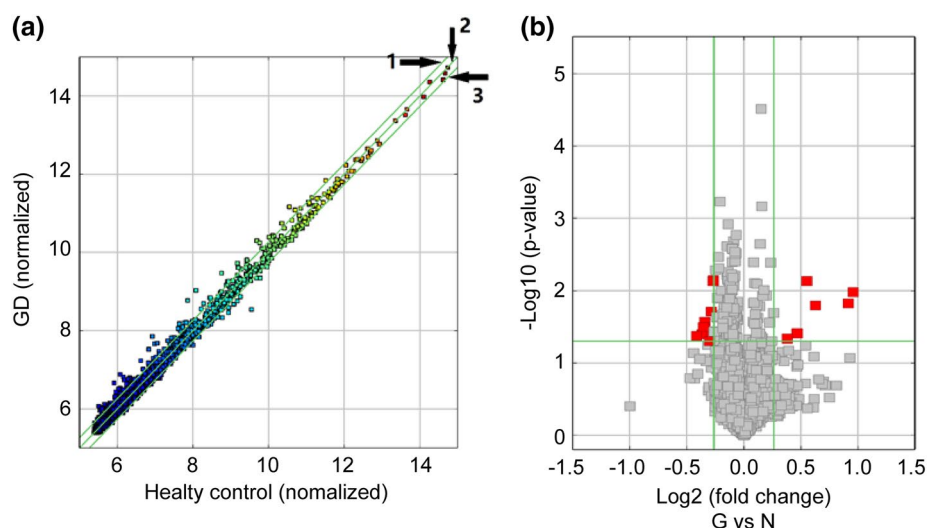 (a)
2
1
3
14
12
10
8
6
GD (normalized)
6 8 10 12 14
Healty control (nomalized)
(b)
5
4
3
2
1
0
-Log10 (p-value)
-1.5 -1.0 -0.5 0.0 0.5 1.0 1.5
Log2 (fold change)
G vs N